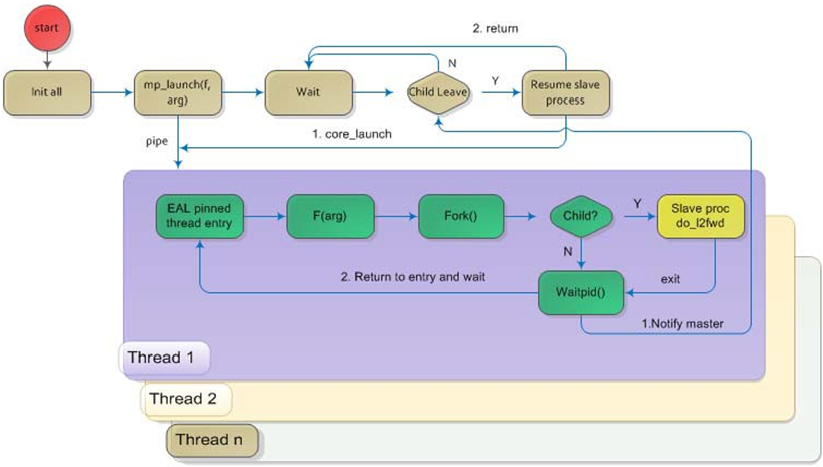 start
2. return
Init all
mp_launch(f,
arg)
Wait
N
Child Leave
Y
Resume slave
process
pipe
1. core_launch
EAL pinned
thread entry
F(arg)
Fork()
Child?
Y
Slave proc
do_l2fwd
N
2. Return to entry and wait
Waitpid()
exit
1.Notify master
Thread 1
Thread 2
Thread n